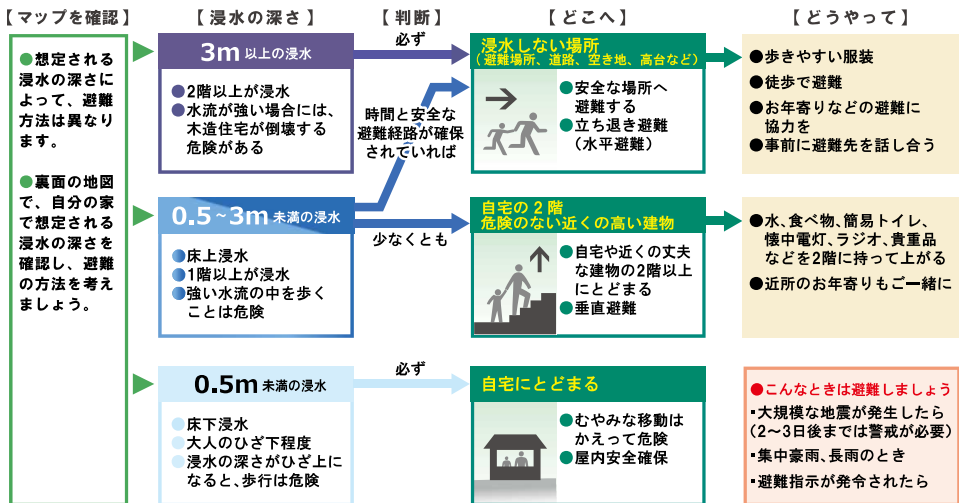 【マップを確認】
【浸水の深さ】
【判断】
【どこへ】
【どうやって】
●想定される
浸水の深さに
よって、避難
方法は異なり
ます。
●裏面の地図
で、自分の家
で想定される
浸水の深さを
確認し、避難
の方法を考え
ましょう。
3m以上の浸水
●2階以上が浸水
●水流が強い場合には、
木造住宅が倒壊する
危険がある
必ず
時間と安全な
避難経路が確保
されていれば
浸水しない場所
(避難場所、道路、空き地、高台など)
●安全な場所へ
避難する
●立ち退き避難
(水平避難)
●歩きやすい服装
●徒歩で避難
●お年寄りなどの避難に
協力を
●事前に避難先を話し合う
0.5~3m未満の浸水
●床上浸水
●1階以上が浸水
●強い水流の中を歩く
ことは危険
少なくとも
自宅の2階
危険のない近くの高い建物
●自宅や近くの丈夫
な建物の2階以上
にとどまる
●垂直避難
●水、食べ物、簡易トイレ、
懐中電灯、ラジオ、貴重品
などを2階に持って上がる
●近所のお年寄りもご一緒に
0.5m未満の浸水
●床下浸水
●大人のひざ下程度
●浸水の深さがひざ上に
なると、歩行は危険
必ず
自宅にとどまる
●むやみな移動は
かえって危険
●屋内安全確保
●こんなときは避難しましょう
▪大規模な地震が発生したら
(2~3日後までは警戒が必要)
▪集中豪雨、長雨のとき
▪避難指示が発令されたら